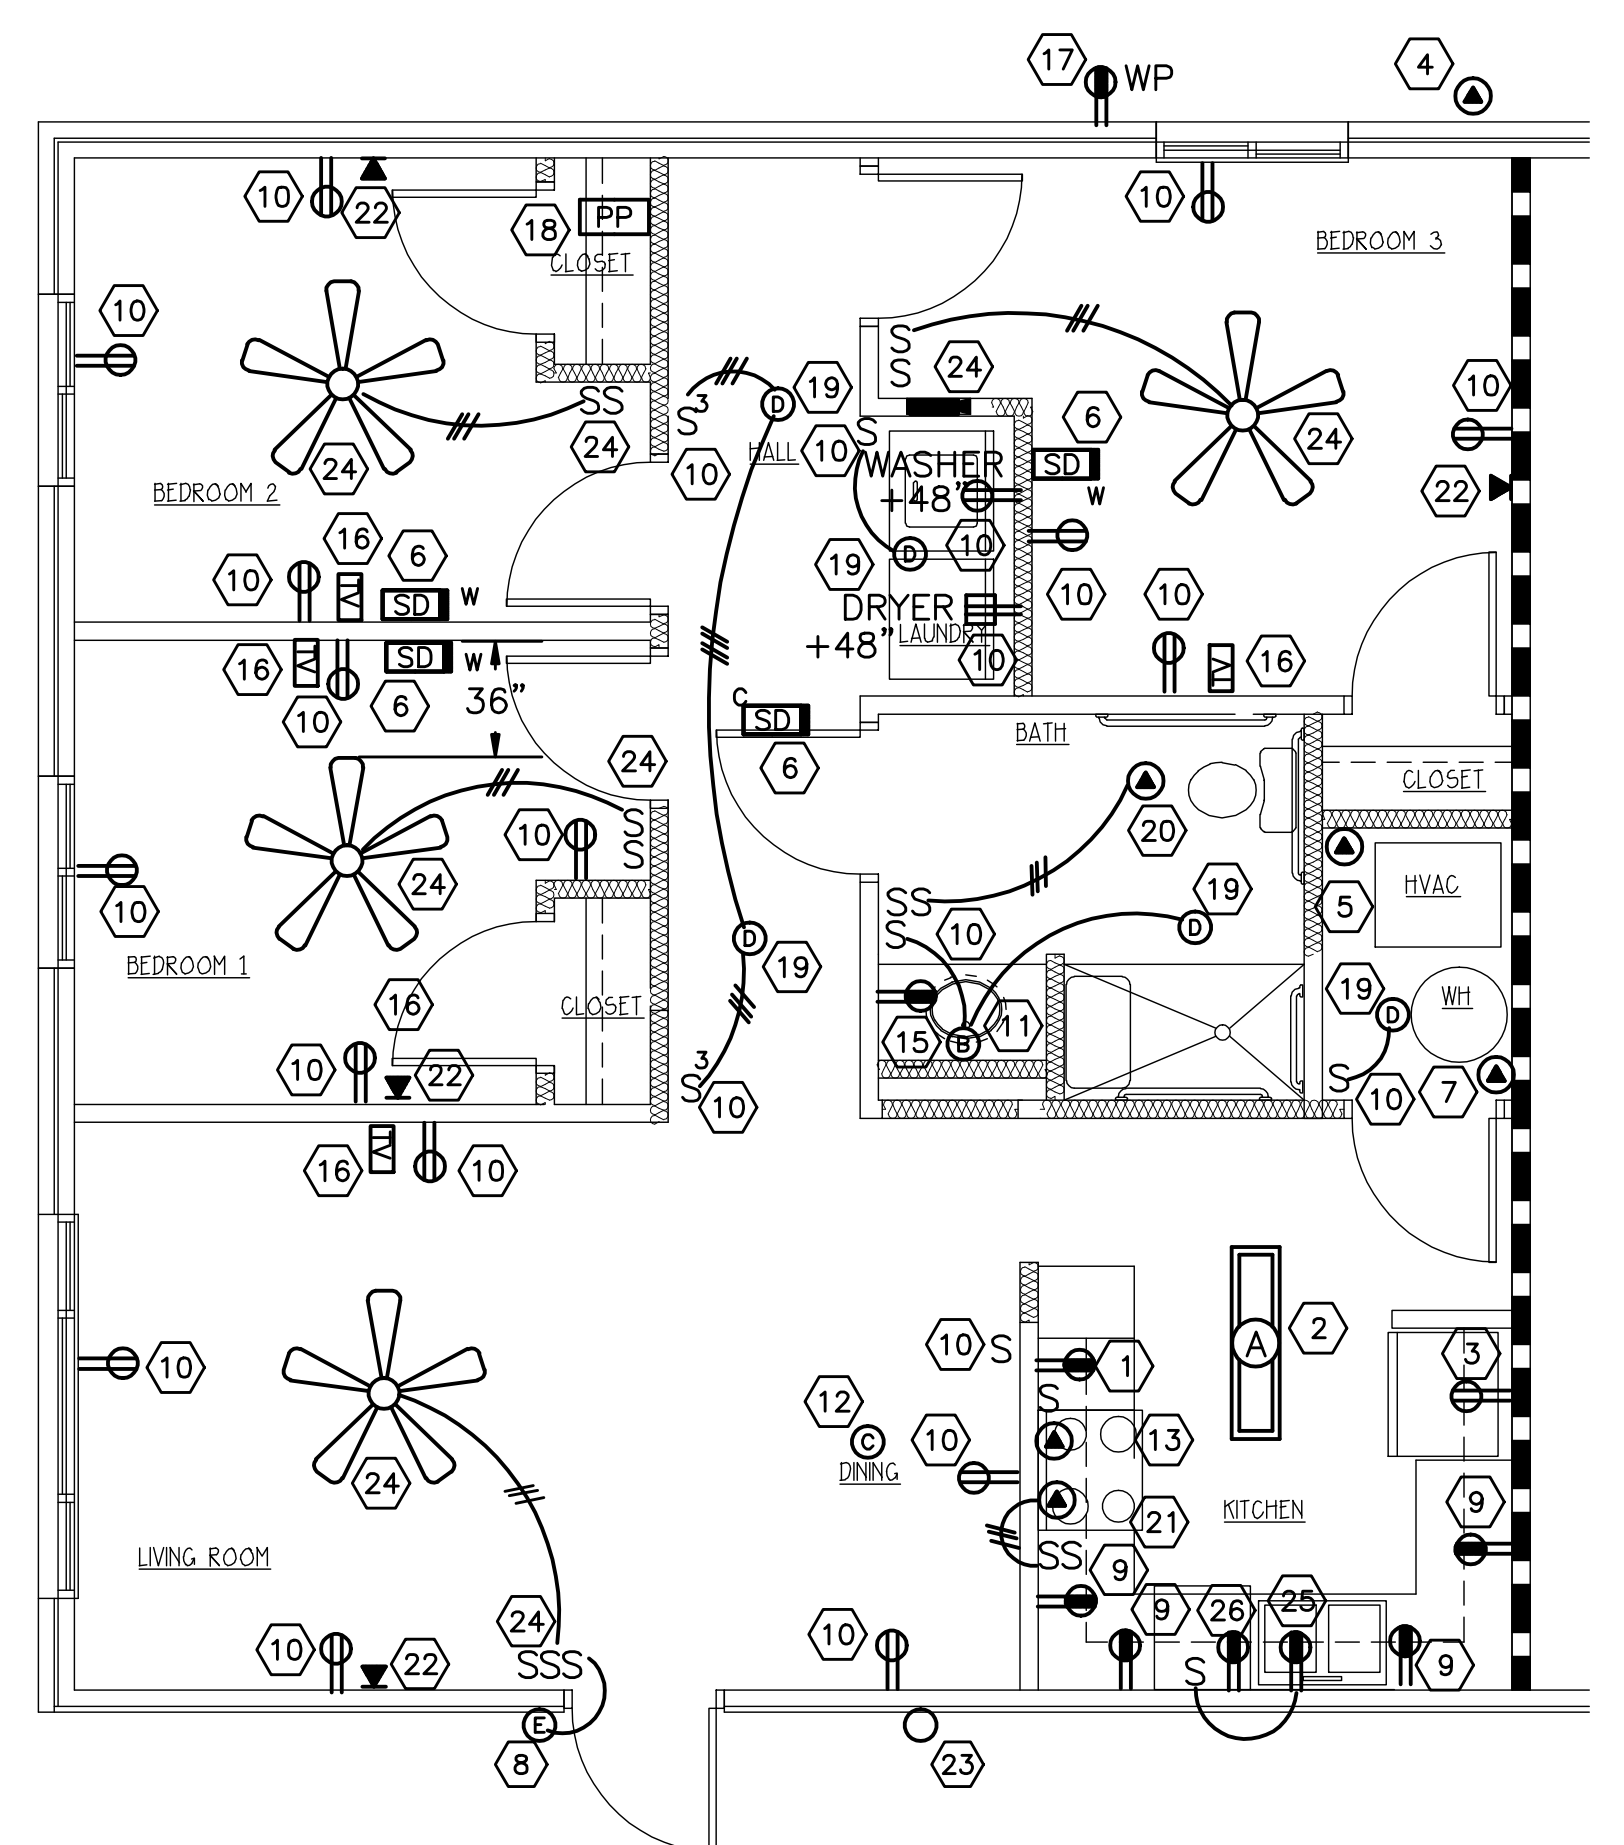 17 WP 4
10 22 18 PP 10
CLOSET BEDROOM 3
10
S
24 10
S
SS S 3 D 19 6 24
24 24 10 HALL 10 S WASHER SD
+48" W 22
BEDROOM 2
16 6 19 D 10
10 TV SD W DRYER 10 10
+48" LAUNDRY
16 TV SD W 10 TV 16
10 6 36"
C SD BATH
24 6 CLOSET
20
10 S
S
24 SS 19 HVAC
S 10 D 5
BEDROOM 1 D 19
10
16 CLOSET 19 WH
15 B 11 D
10 22 3
S 10 S 10 7
16 TV 10
A 2
10 10 S 1 3
S
12 C 10 13
24 DINING
KITCHEN 9
21
SS
LIVING ROOM 9
24 9 26 25
10 22 SSS 10 S 9
E
8 23